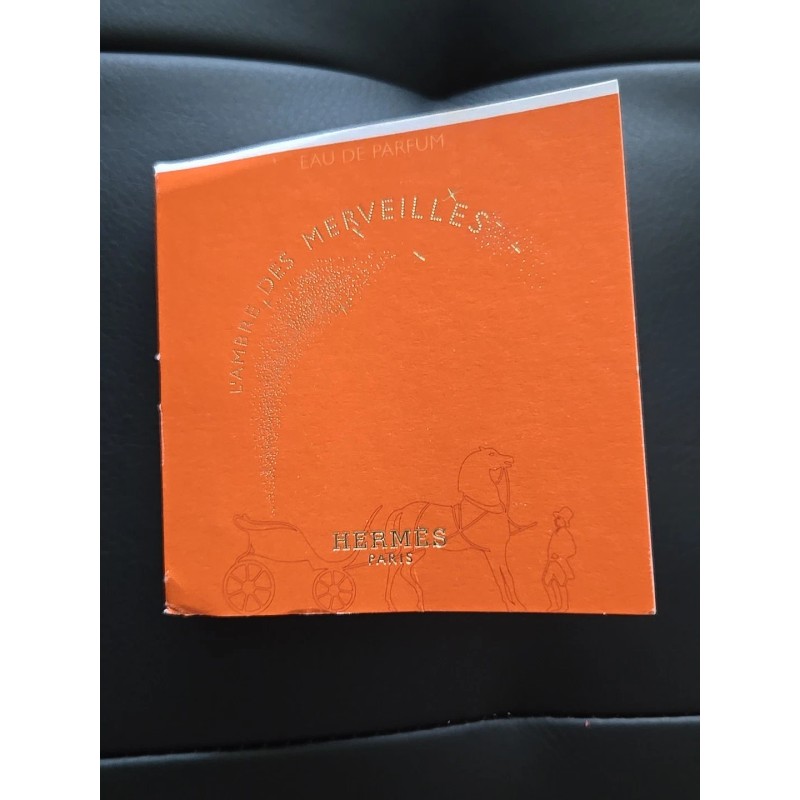 EAU DE PARFUM
L'AMBRE DES MERVEILLES
HERMÈS
PARIS